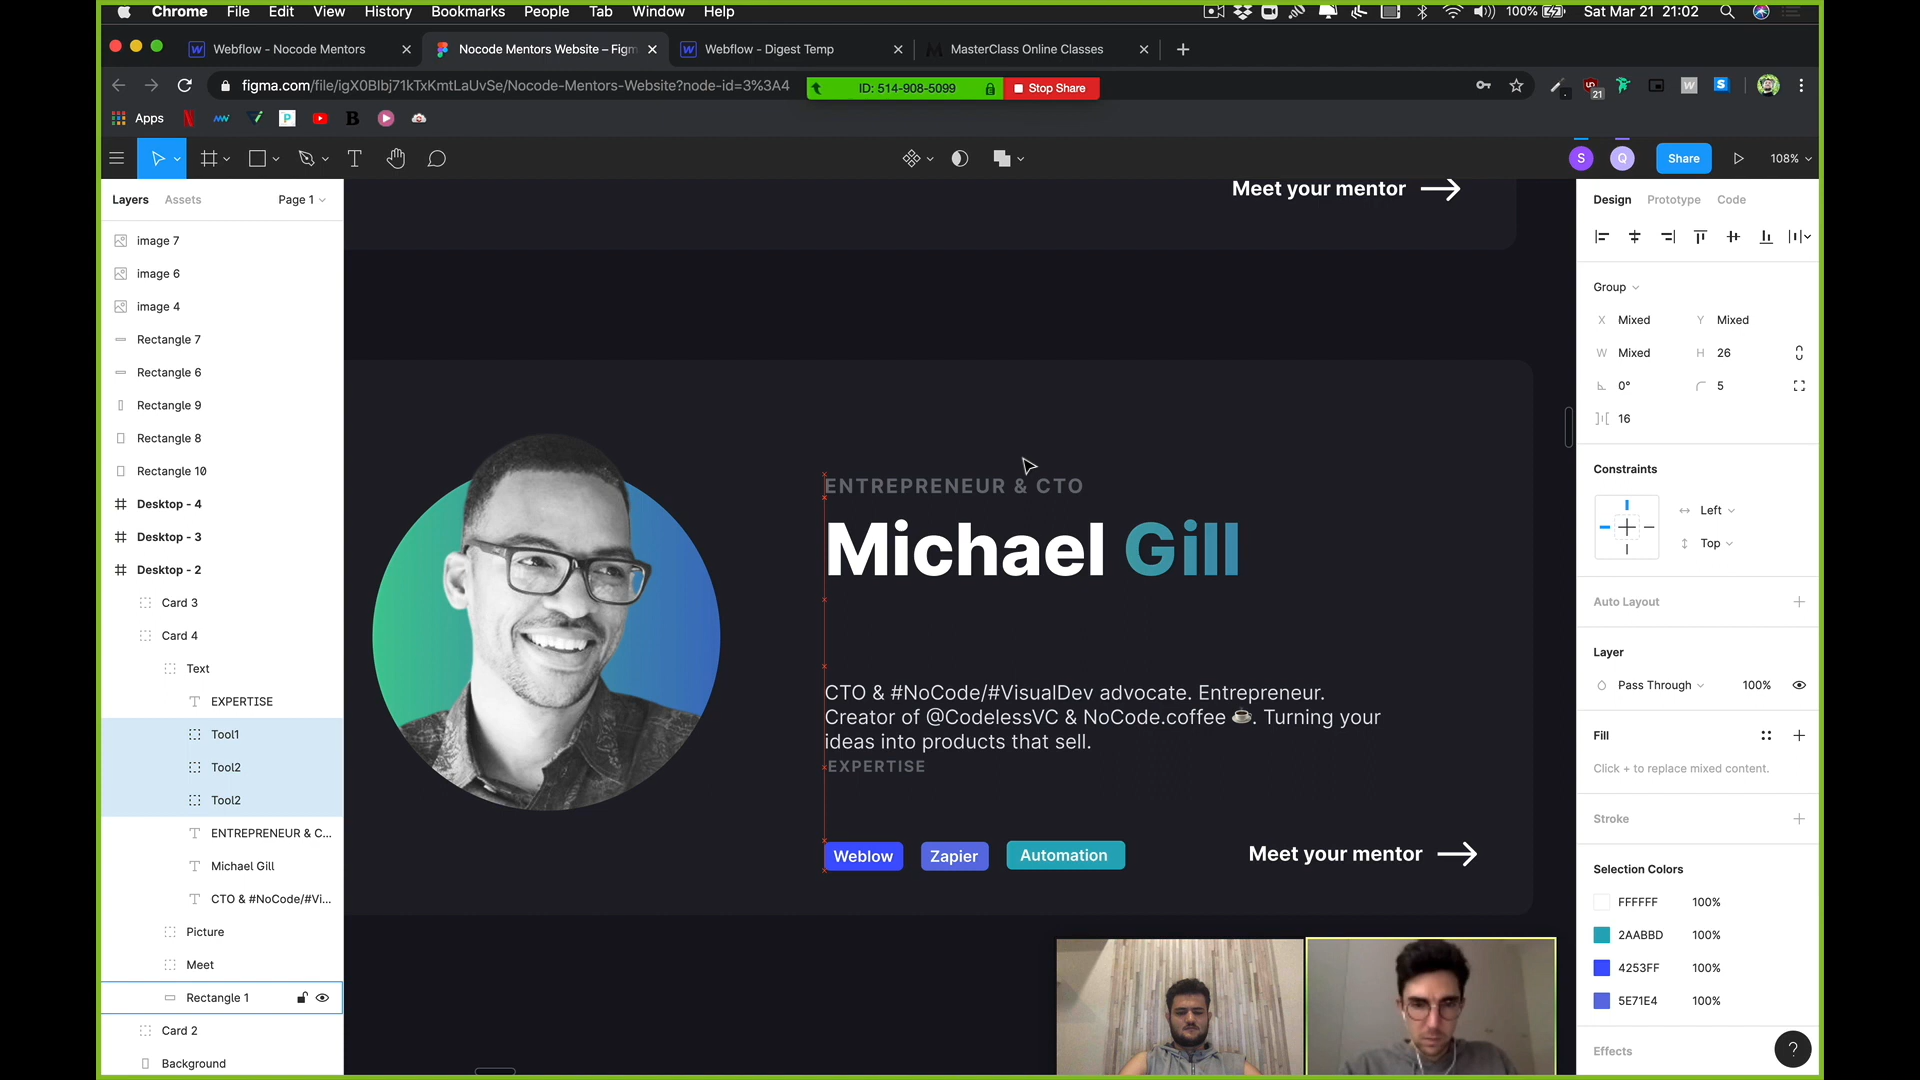 Chrome File Edit View History Bookmarks People Tab Window Help 100% Sat Mar 21 21:02
Webflow - Nocode Mentors
Nocode Mentors Website – Figm
Webflow - Digest Temp
MasterClass Online Classes
figma.com/file/igX0BIbj71kTxKmtLaUvSe/Nocode-Mentors-Website?node-id=3%3A4
ID: 514-908-5099 Stop Share
21
Apps
S Q Share 108%
Layers Assets Page 1
image 7
image 6
image 4
Rectangle 7
Rectangle 6
Rectangle 9
Rectangle 8
Rectangle 10
Desktop - 4
Desktop - 3
Desktop - 2
Card 3
Card 4
Text
EXPERTISE
Tool1
Tool2
Tool2
ENTREPRENEUR & C...
Michael Gill
CTO & #NoCode/#Vi...
Picture
Meet
Rectangle 1
Card 2
Background
Meet your mentor
ENTREPRENEUR & CTO
Michael Gill
CTO & #NoCode/#VisualDev advocate. Entrepreneur.
Creator of @CodelessVC & NoCode.coffee ☕. Turning your
ideas into products that sell.
EXPERTISE
Weblow Zapier Automation
Meet your mentor
Design Prototype Code
Group
X Mixed Y Mixed
W Mixed H 26
0° 5
16
Constraints
Left
Top
Auto Layout
Layer
Pass Through 100%
Fill
Click + to replace mixed content.
Stroke
Selection Colors
FFFFFF 100%
2AABBD 100%
4253FF 100%
5E71E4 100%
Effects
?